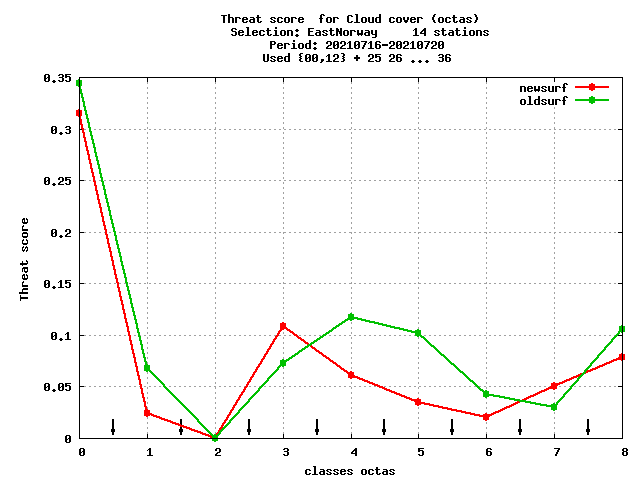 Threat score  for Cloud cover (octas)
Selection: EastNorway     14 stations
Period: 20210716-20210720
Used {00,12} + 25 26 ... 36
newsurf
oldsurf
0.35
0.3
0.25
0.2
0.15
0.1
0.05
0
Threat score
0 1 2 3 4 5 6 7 8
classes octas